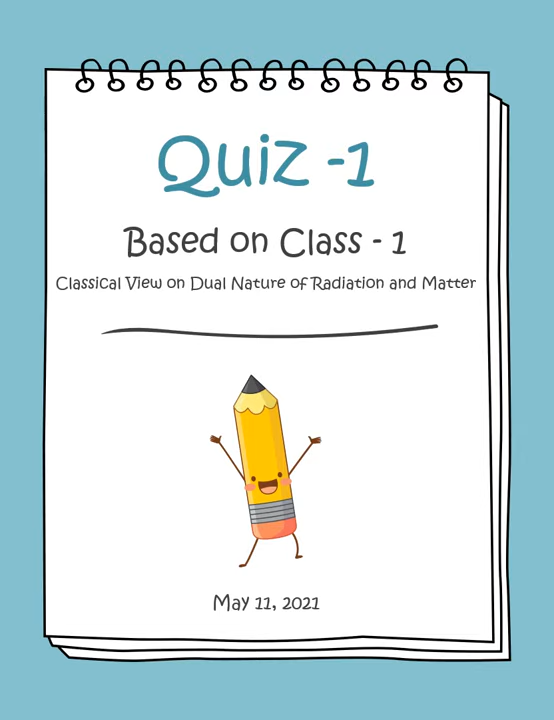 Quiz -1
Based on Class - 1
Classical View on Dual Nature of Radiation and Matter
May 11, 2021